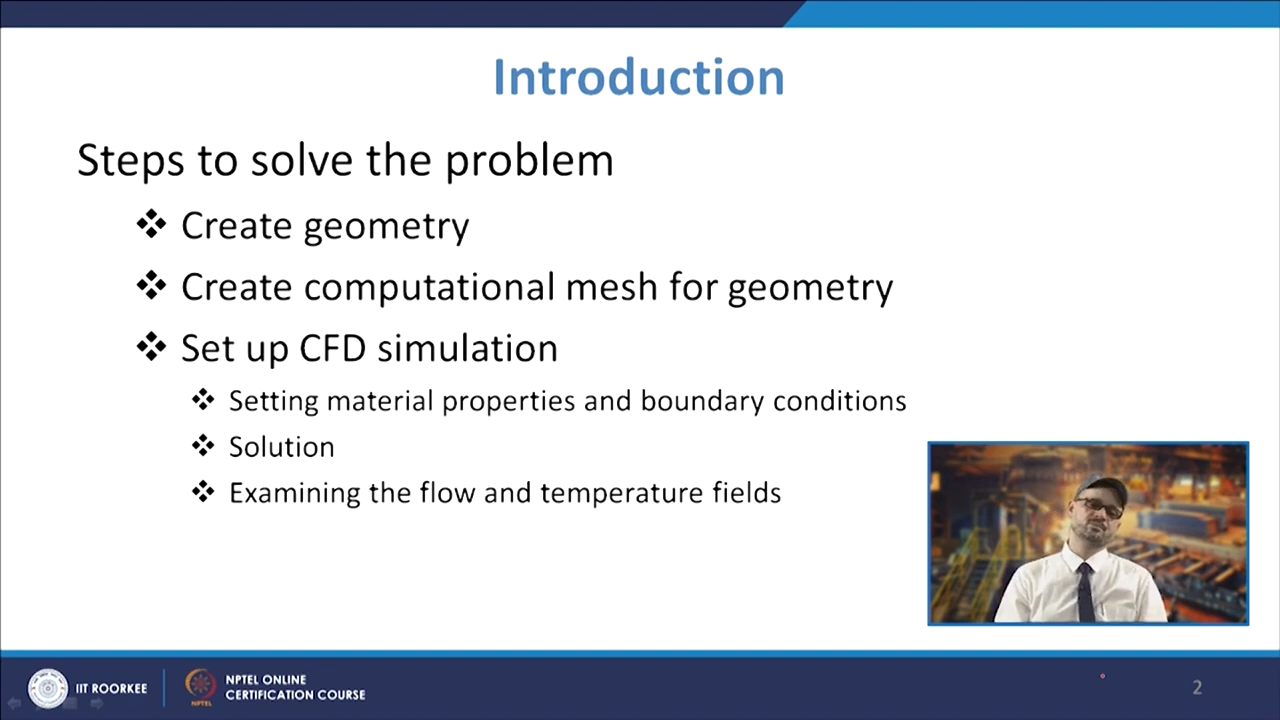 Introduction
Steps to solve the problem
Create geometry
Create computational mesh for geometry
Set up CFD simulation
Setting material properties and boundary conditions
Solution
Examining the flow and temperature fields
IIT ROORKEE
NPTEL
NPTEL ONLINE
CERTIFICATION COURSE
2